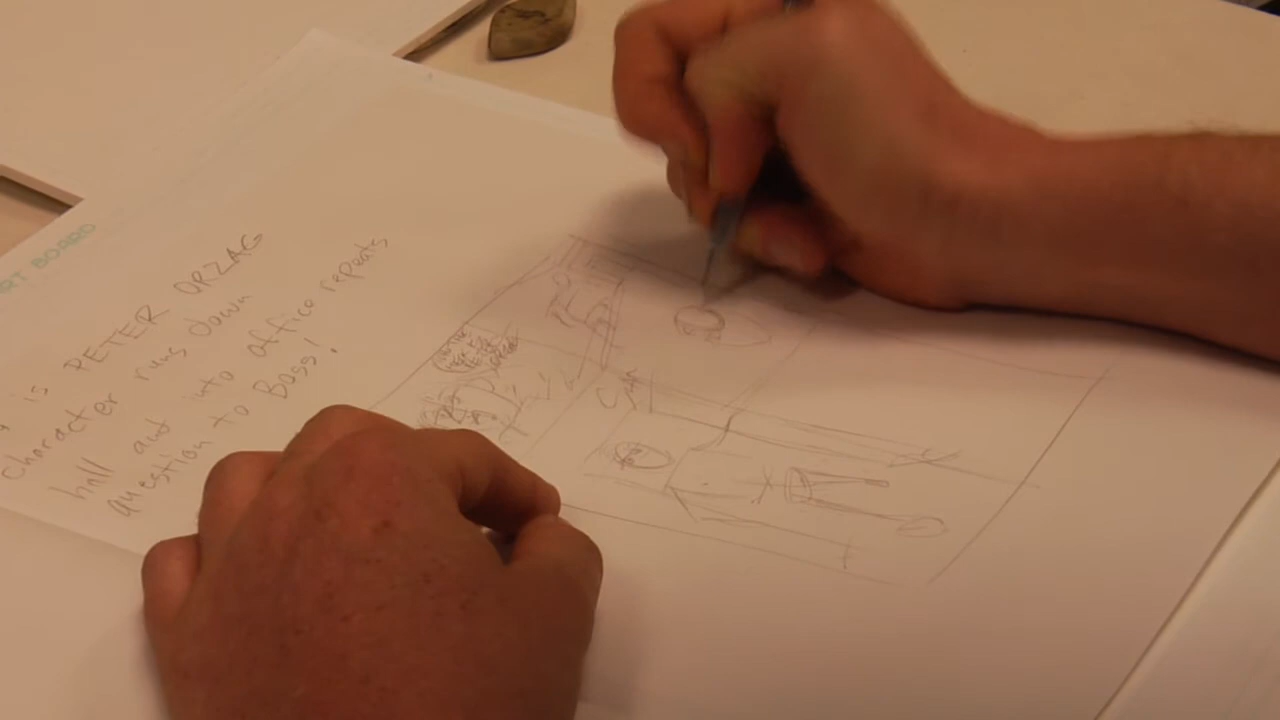 RT BOARD
is PETER ORZAG
character runs down
hall and into office repeats
question to Boss!